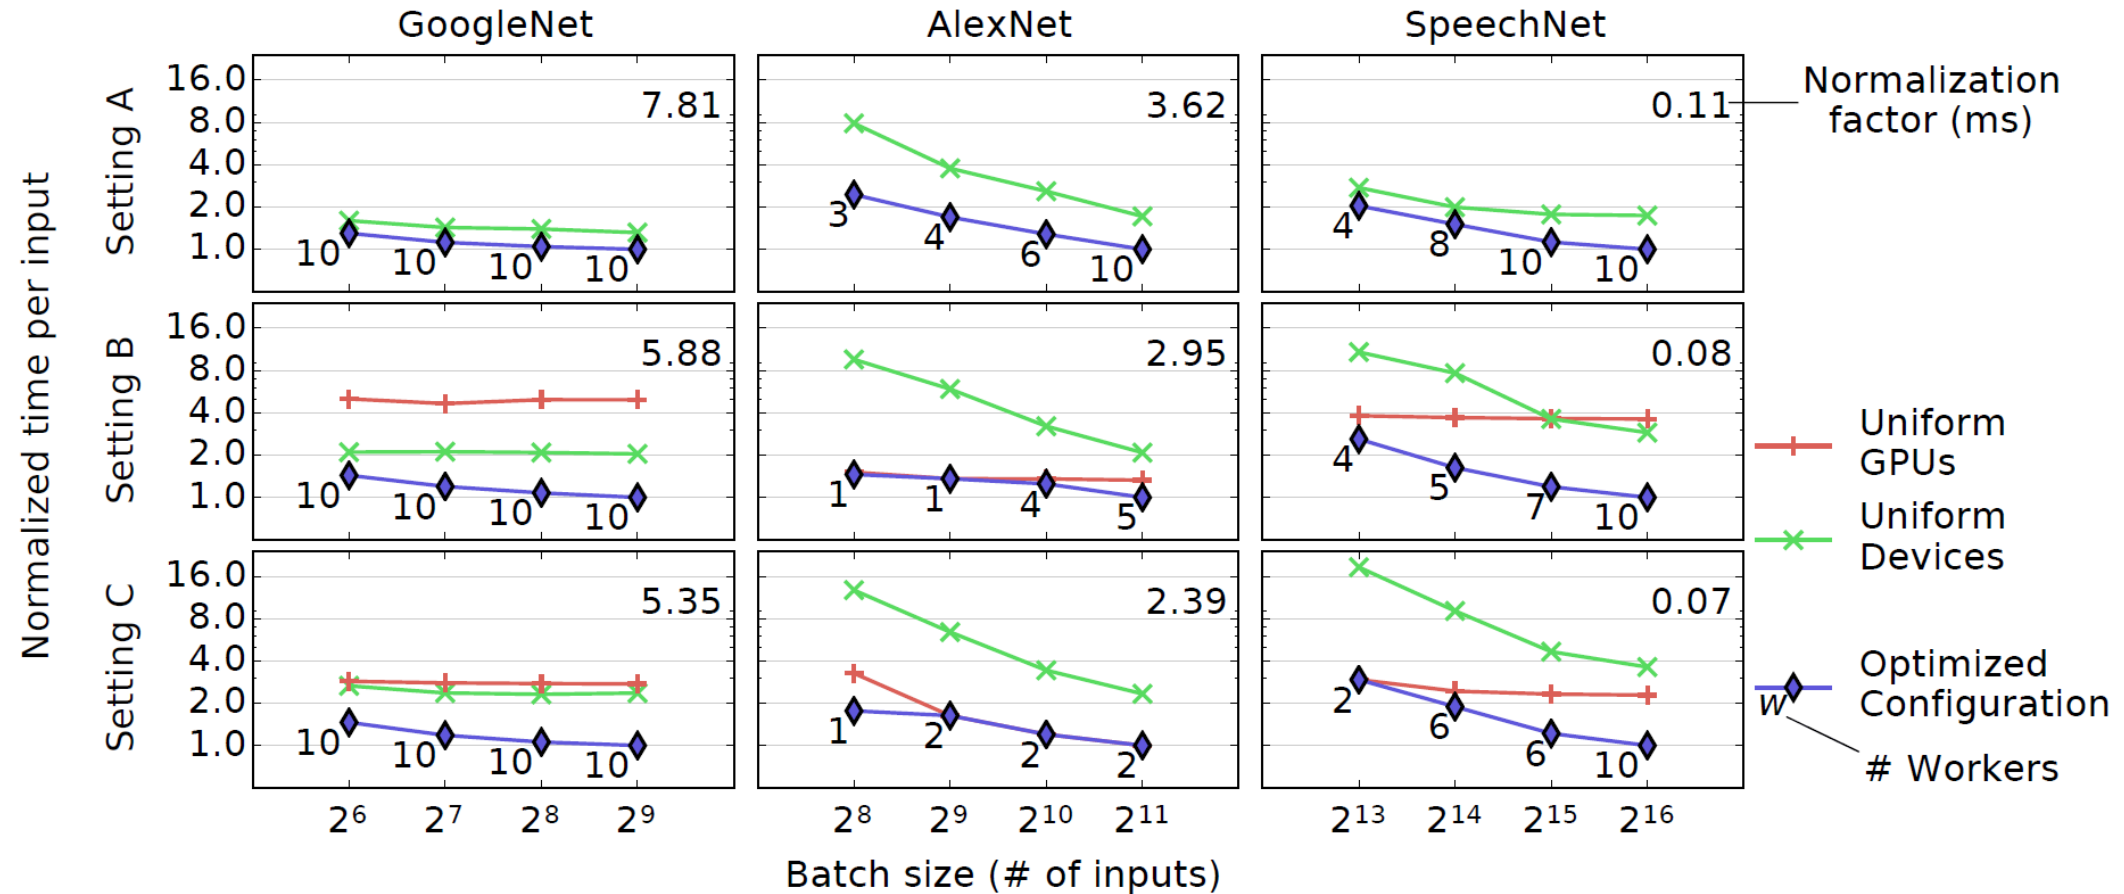 GoogleNet AlexNet SpeechNet
Normalized time per input
Setting A
16.0
8.0
4.0
2.0
1.0
7.81
10 10 10 10
3.62
3 4 6 10
0.11
4 8 10 10
Normalization
factor (ms)
Setting B
16.0
8.0
4.0
2.0
1.0
5.88
10 10 10 10
2.95
1 1 4 5
0.08
4 5 7 10
Setting C
16.0
8.0
4.0
2.0
1.0
5.35
10 10 10 10
2.39
1 2 2 2
0.07
2 6 6 10
Uniform
GPUs
Uniform
Devices
Optimized
Configuration
w
# Workers
2⁶ 2⁷ 2⁸ 2⁹
2⁸ 2⁹ 2¹⁰ 2¹¹
2¹³ 2¹⁴ 2¹⁵ 2¹⁶
Batch size (# of inputs)